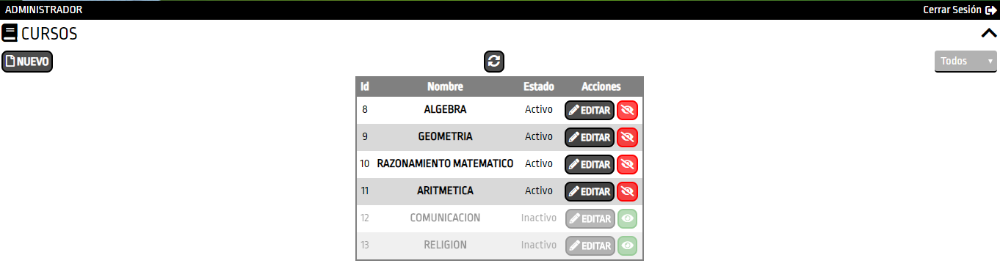 ADMINISTRADOR Cerrar Sesión
CURSOS
NUEVO Todos
Id Nombre Estado Acciones
8 ALGEBRA Activo EDITAR
9 GEOMETRIA Activo EDITAR
10 RAZONAMIENTO MATEMATICO Activo EDITAR
11 ARITMETICA Activo EDITAR
12 COMUNICACION Inactivo EDITAR
13 RELIGION Inactivo EDITAR